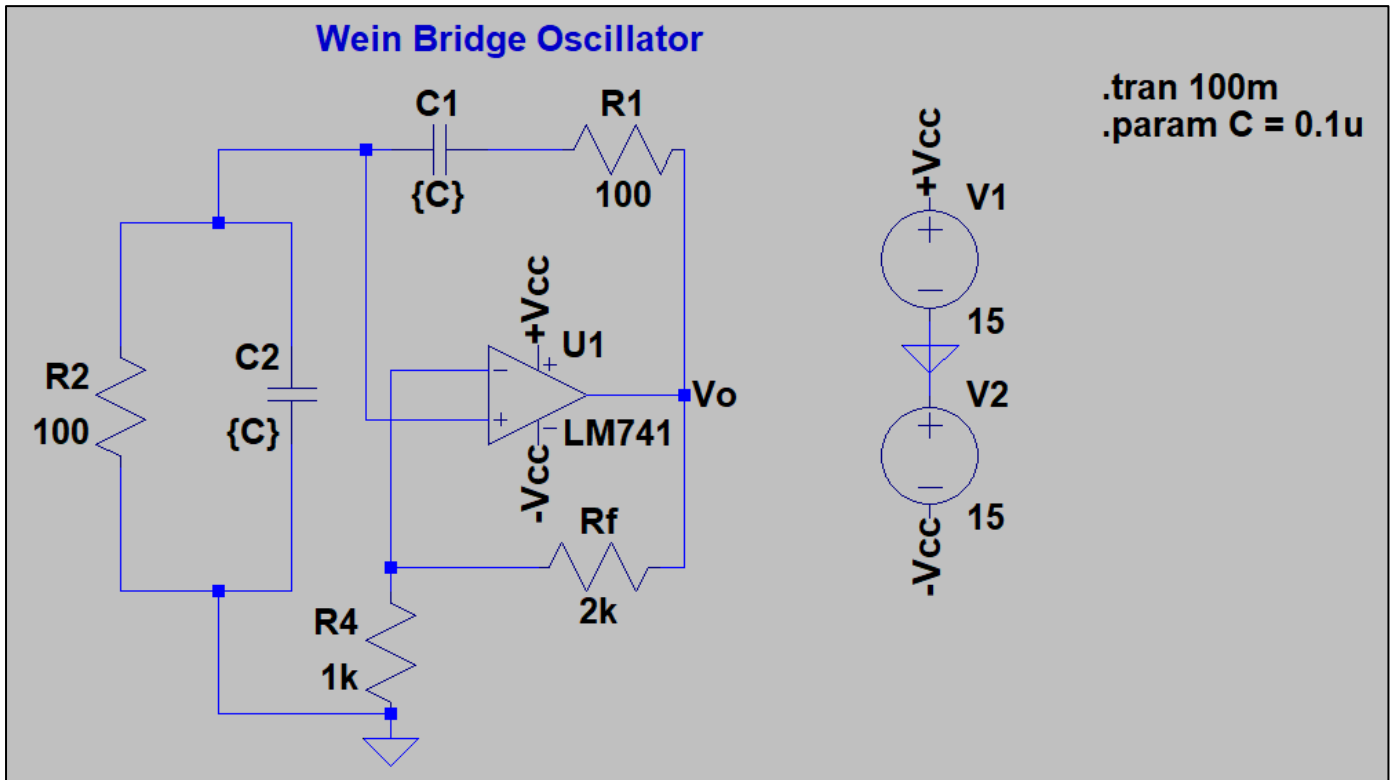 Wein Bridge Oscillator
.tran 100m
.param C = 0.1u
C1
R1
{C}
100
+Vcc
V1
15
V2
15
-Vcc
R2
100
C2
{C}
+Vcc
U1
LM741
-Vcc
Vo
Rf
2k
R4
1k